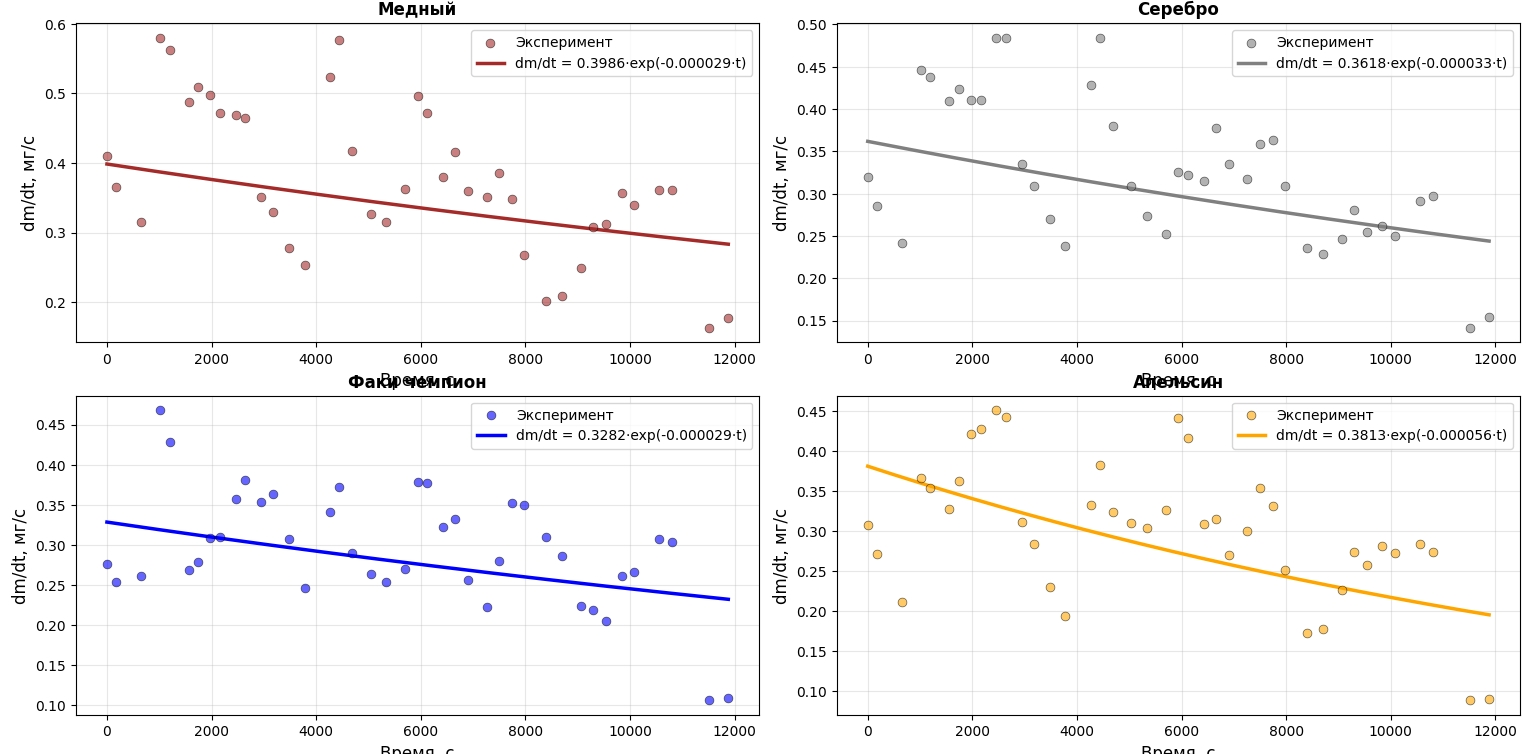 Медный
Серебро
0.6
0.5
0.4
0.3
0.2
dm/dt, мг/с
Эксперимент
dm/dt = 0.3986·exp(-0.000029·t)
0 2000 4000 6000 8000 10000 12000
Время, с
0.50
0.45
0.40
0.35
0.30
0.25
0.20
0.15
dm/dt, мг/с
Эксперимент
dm/dt = 0.3618·exp(-0.000033·t)
0 2000 4000 6000 8000 10000 12000
Время, с
Факи чемпион
Апельсин
0.45
0.40
0.35
0.30
0.25
0.20
0.15
0.10
dm/dt, мг/с
Эксперимент
dm/dt = 0.3282·exp(-0.000029·t)
0 2000 4000 6000 8000 10000 12000
Время, с
0.45
0.40
0.35
0.30
0.25
0.20
0.15
0.10
dm/dt, мг/с
Эксперимент
dm/dt = 0.3813·exp(-0.000056·t)
0 2000 4000 6000 8000 10000 12000
Время, с